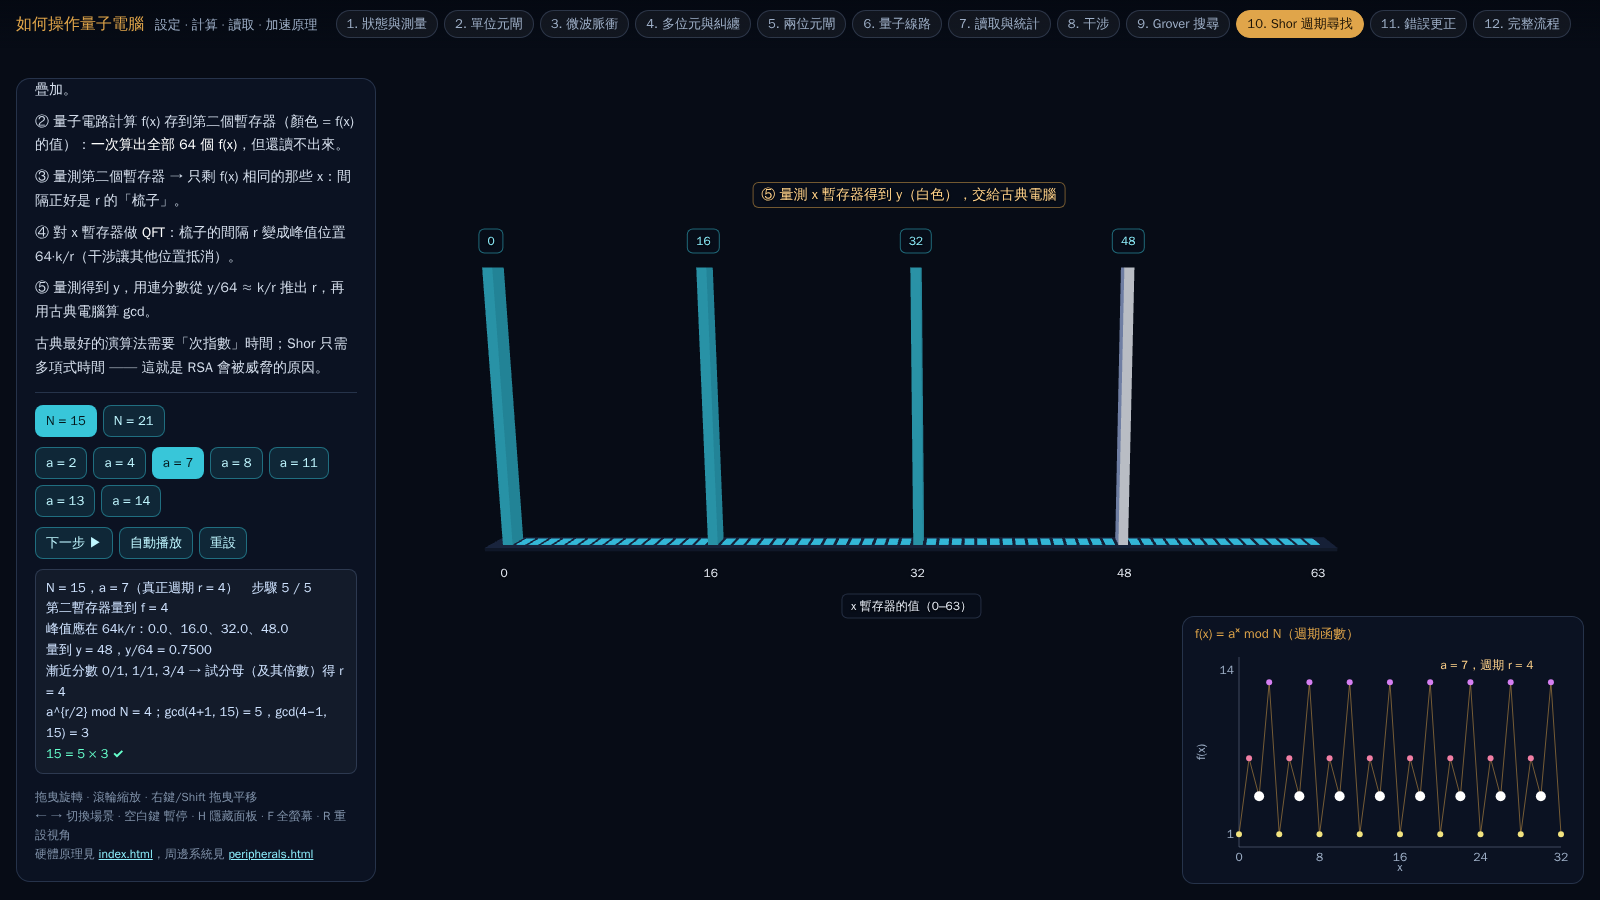 如何操作量子電腦 設定 · 計算 · 讀取 · 加速原理
1. 狀態與測量
2. 單位元閘
3. 微波脈衝
4. 多位元與糾纏
5. 兩位元閘
6. 量子線路
7. 讀取與統計
8. 干涉
9. Grover 搜尋
10. Shor 週期尋找
11. 錯誤更正
12. 完整流程
疊加。
② 量子電路計算 f(x) 存到第二個暫存器（顏色 = f(x)
的值）：一次算出全部 64 個 f(x)，但還讀不出來。
③ 量測第二個暫存器 → 只剩 f(x) 相同的那些 x：間
隔正好是 r 的「梳子」。
④ 對 x 暫存器做 QFT：梳子的間隔 r 變成峰值位置
64·k/r（干涉讓其他位置抵消）。
⑤ 量測得到 y，用連分數從 y/64 ≈ k/r 推出 r，再
用古典電腦算 gcd。
古典最好的演算法需要「次指數」時間；Shor 只需
多項式時間 —— 這就是 RSA 會被威脅的原因。
N = 15
N = 21
a = 2
a = 4
a = 7
a = 8
a = 11
a = 13
a = 14
下一步 ▶
自動播放
重設
N = 15，a = 7（真正週期 r = 4） 步驟 5 / 5
第二暫存器量到 f = 4
峰值應在 64k/r：0.0、16.0、32.0、48.0
量到 y = 48，y/64 = 0.7500
漸近分數 0/1, 1/1, 3/4 → 試分母（及其倍數）得 r
= 4
a^{r/2} mod N = 4；gcd(4+1, 15) = 5，gcd(4−1,
15) = 3
15 = 5 × 3 ✓
拖曳旋轉 · 滾輪縮放 · 右鍵/Shift 拖曳平移
← → 切換場景 · 空白鍵 暫停 · H 隱藏面板 · F 全螢幕 · R 重
設視角
硬體原理見 index.html，周邊系統見 peripherals.html
⑤ 量測 x 暫存器得到 y（白色），交給古典電腦
0
16
32
48
0
16
32
48
63
x 暫存器的值（0–63）
f(x) = aˣ mod N（週期函數）
a = 7，週期 r = 4
14
f(x)
1
0
8
16
24
32
x